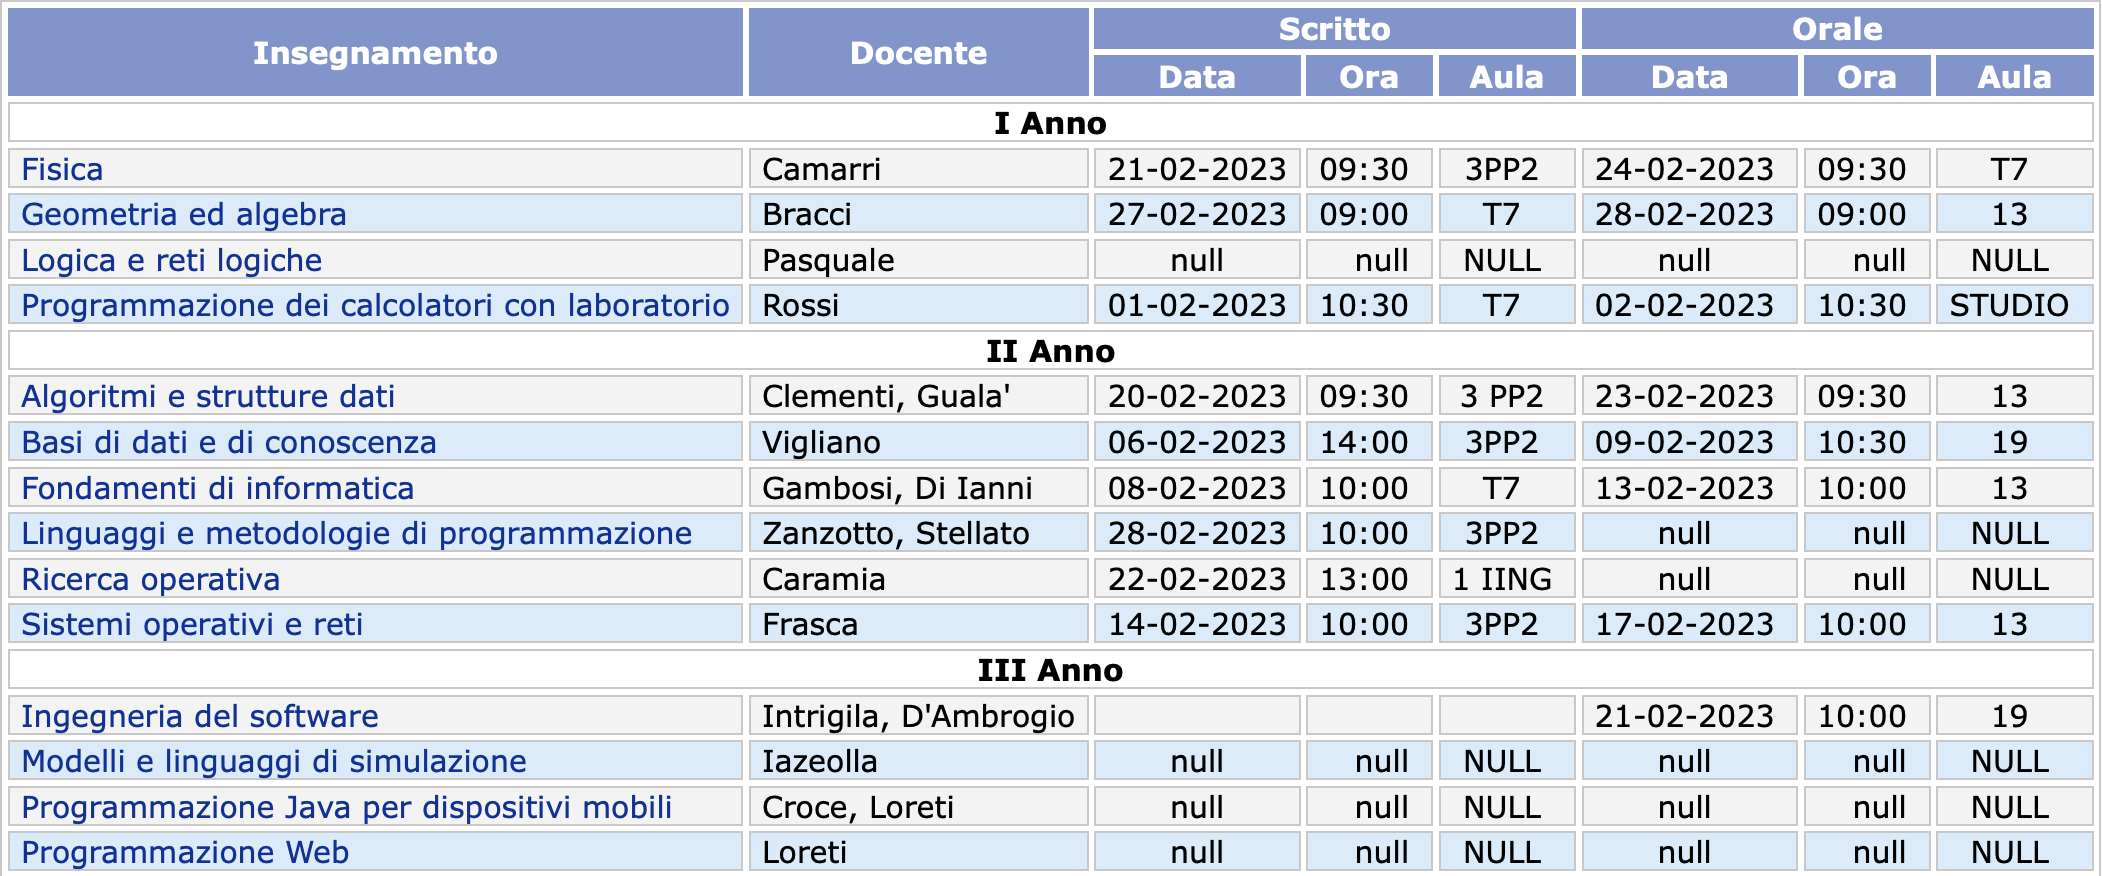 Insegnamento Docente Scritto Orale
Data Ora Aula Data Ora Aula
I Anno
Fisica Camarri 21-02-2023 09:30 3PP2 24-02-2023 09:30 T7
Geometria ed algebra Bracci 27-02-2023 09:00 T7 28-02-2023 09:00 13
Logica e reti logiche Pasquale null null NULL null null NULL
Programmazione dei calcolatori con laboratorio Rossi 01-02-2023 10:30 T7 02-02-2023 10:30 STUDIO
II Anno
Algoritmi e strutture dati Clementi, Guala' 20-02-2023 09:30 3 PP2 23-02-2023 09:30 13
Basi di dati e di conoscenza Vigliano 06-02-2023 14:00 3PP2 09-02-2023 10:30 19
Fondamenti di informatica Gambosi, Di Ianni 08-02-2023 10:00 T7 13-02-2023 10:00 13
Linguaggi e metodologie di programmazione Zanzotto, Stellato 28-02-2023 10:00 3PP2 null null NULL
Ricerca operativa Caramia 22-02-2023 13:00 1 IING null null NULL
Sistemi operativi e reti Frasca 14-02-2023 10:00 3PP2 17-02-2023 10:00 13
III Anno
Ingegneria del software Intrigila, D'Ambrogio 21-02-2023 10:00 19
Modelli e linguaggi di simulazione Iazeolla null null NULL null null NULL
Programmazione Java per dispositivi mobili Croce, Loreti null null NULL null null NULL
Programmazione Web Loreti null null NULL null null NULL